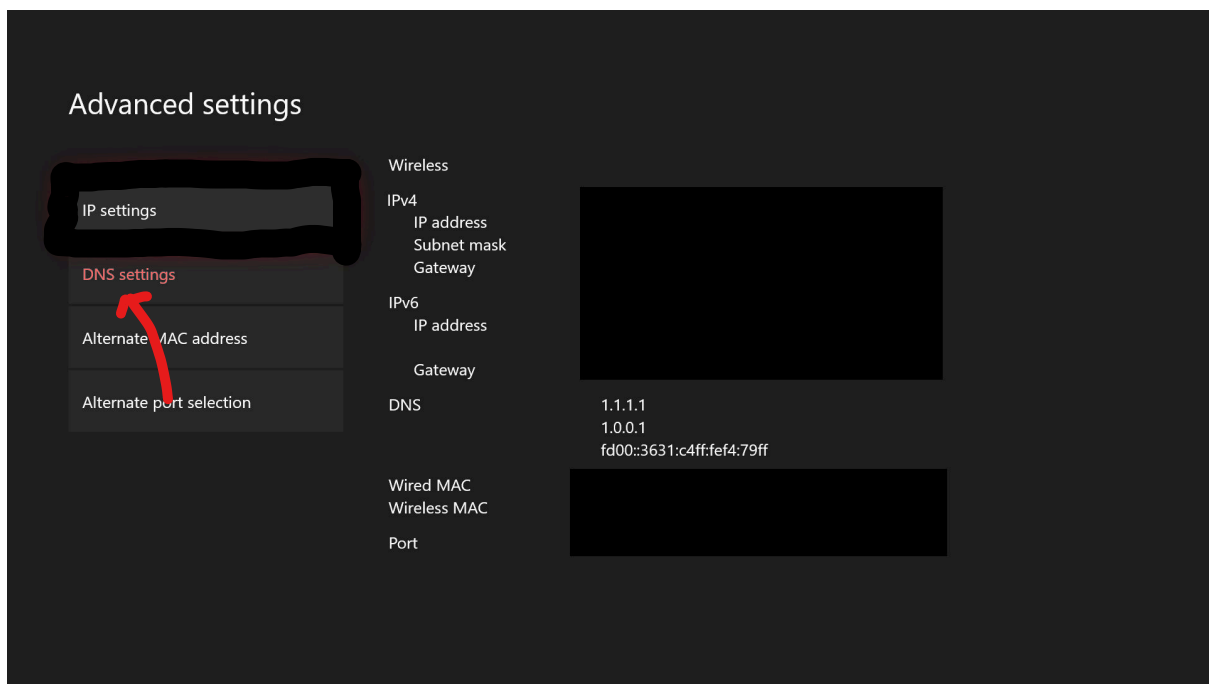 Advanced settings
IP settings
DNS settings
Alternate MAC address
Alternate port selection
Wireless
IPv4
IP address
Subnet mask
Gateway
IPv6
IP address
Gateway
DNS
1.1.1.1
1.0.0.1
fd00::3631:c4ff:fef4:79ff
Wired MAC
Wireless MAC
Port